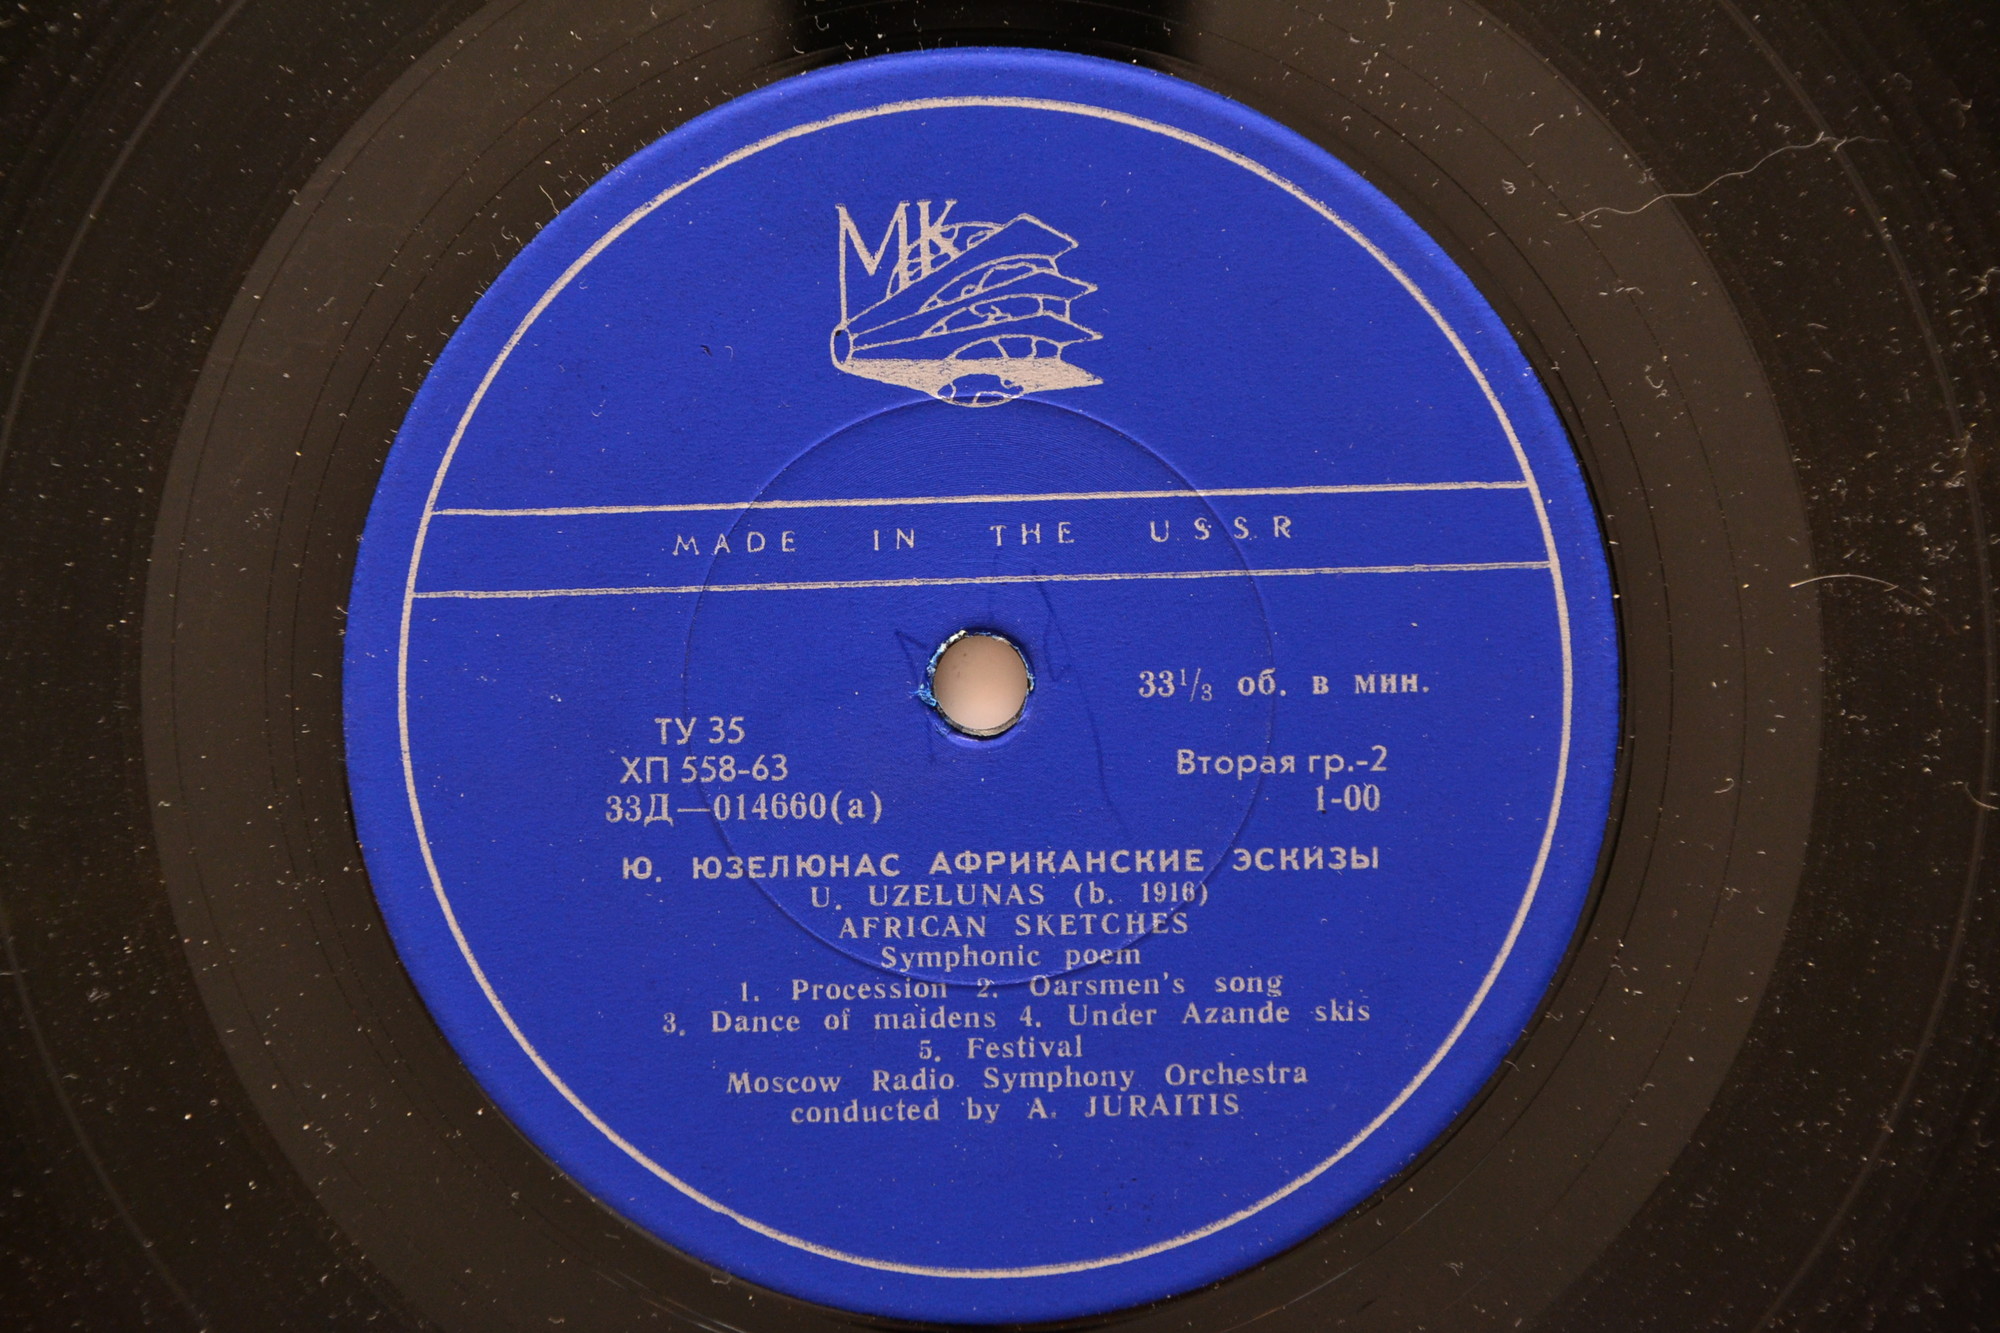 МК
MADE IN THE USSR
33⅓ об. в мин.
ТУ 35
ХП 558-63
33Д—014660(а)
Вторая гр.-2
1-00
Ю. ЮЗЕЛЮНАС АФРИКАНСКИЕ ЭСКИЗЫ
U. UZELUNAS (b. 1916)
AFRICAN SKETCHES
Symphonic poem
1. Procession 2. Oarsmen's song
3. Dance of maidens 4. Under Azande skis
5. Festival
Moscow Radio Symphony Orchestra
conducted by A. JURAITIS